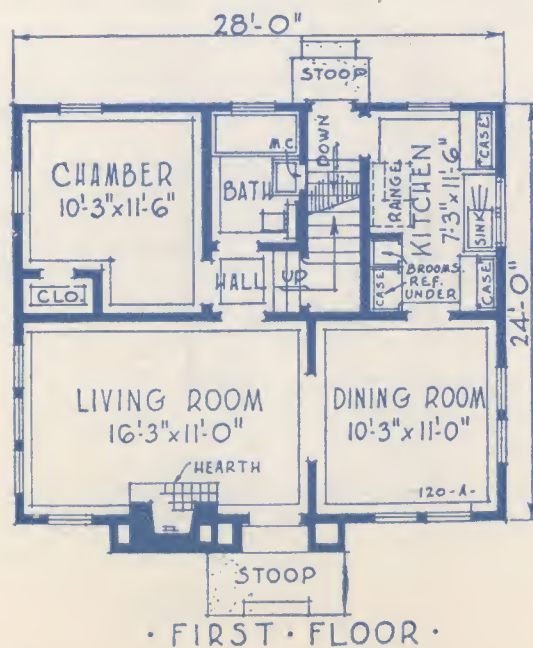 28'-0"
STOOP
CHAMBER
10'-3"x11'-6"
CLO.
M.C.
BATH
DOWN
HALL
UP
RANGE
KITCHEN
7'-3"x11'-6"
CASE
SINK
CASE
BROOMS.
REF.
UNDER
CASE
24'-0"
LIVING ROOM
16'-3"x11'-0"
HEARTH
DINING ROOM
10'-3"x11'-0"
120-A-
STOOP
· FIRST · FLOOR ·